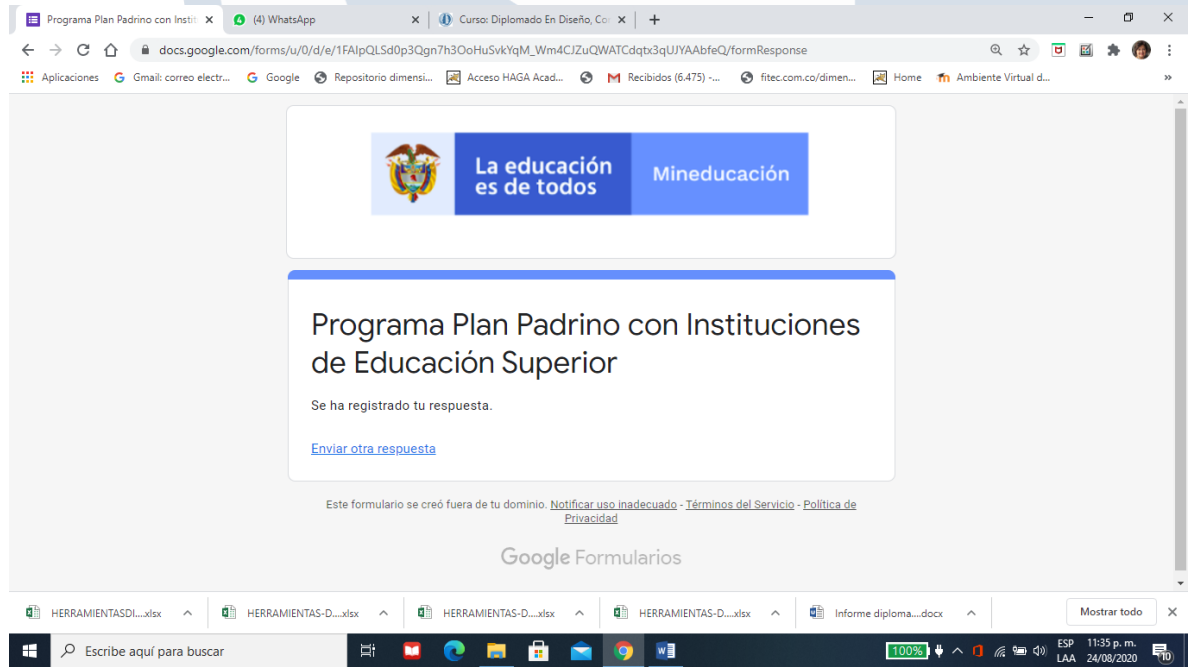 Programa Plan Padrino con Instit
(4) WhatsApp
Curso: Diplomado En Diseño, Co
docs.google.com/forms/u/0/d/e/1FAIpQLSd0p3Qgn7h3OoHuSvkYqM_Wm4CJZuQWATCdqtx3qUJYAAbfeQ/formResponse
Aplicaciones
Gmail: correo electr...
Google
Repositorio dimensi...
Acceso HAGA Acad...
Recibidos (6.475) -...
fitec.com.co/dimen...
Home
Ambiente Virtual d...
La educación
es de todos
Mineducación
Programa Plan Padrino con Instituciones
de Educación Superior
Se ha registrado tu respuesta.
Enviar otra respuesta
Este formulario se creó fuera de tu dominio. Notificar uso inadecuado - Términos del Servicio - Política de
Privacidad
Google Formularios
HERRAMIENTASDI....xlsx
HERRAMIENTAS-D....xlsx
HERRAMIENTAS-D....xlsx
HERRAMIENTAS-D....xlsx
Informe diploma....docx
Mostrar todo
Escribe aquí para buscar
100%
ESP
LAA
11:35 p. m.
24/08/2020
10